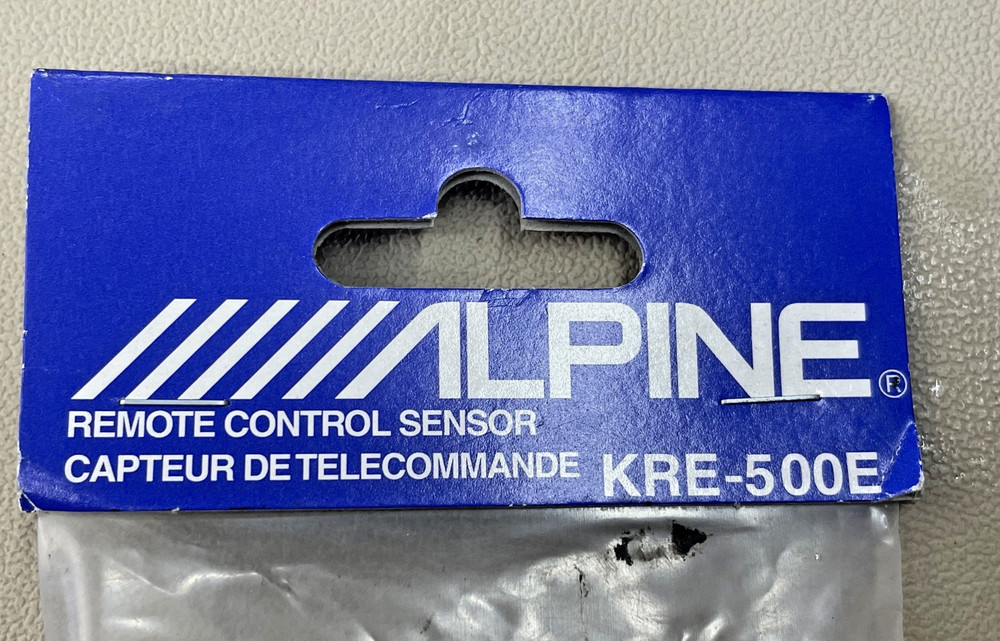 ALPINE®
REMOTE CONTROL SENSOR
CAPTEUR DE TELECOMMANDE KRE-500E